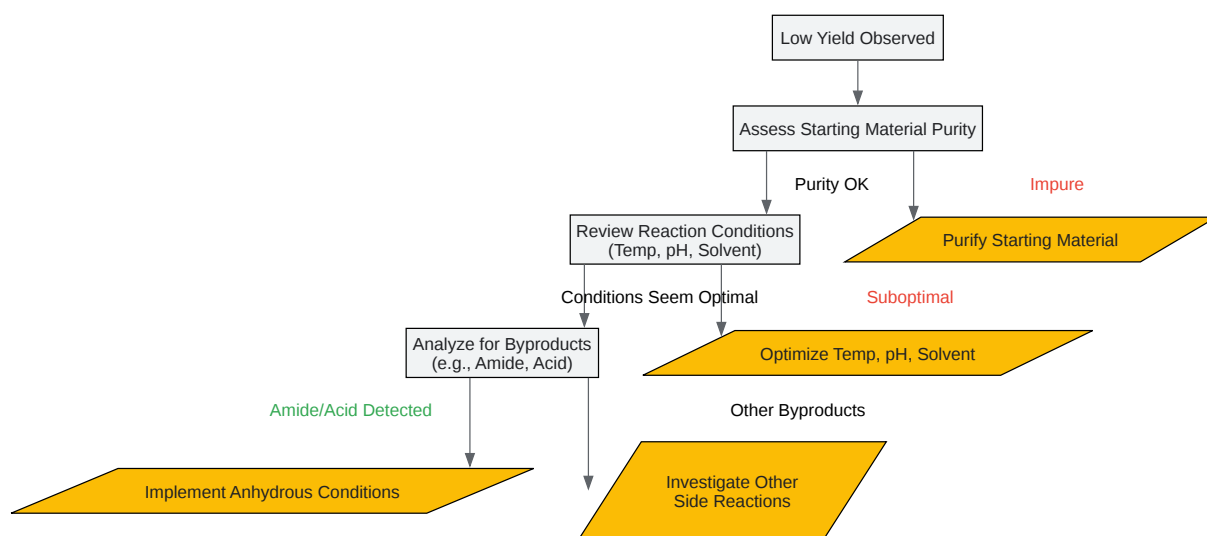 Low Yield Observed
Assess Starting Material Purity
Purity OK
Impure
Review Reaction Conditions
(Temp, pH, Solvent)
Purify Starting Material
Conditions Seem Optimal
Suboptimal
Analyze for Byproducts
(e.g., Amide, Acid)
Optimize Temp, pH, Solvent
Amide/Acid Detected
Other Byproducts
Implement Anhydrous Conditions
Investigate Other
Side Reactions